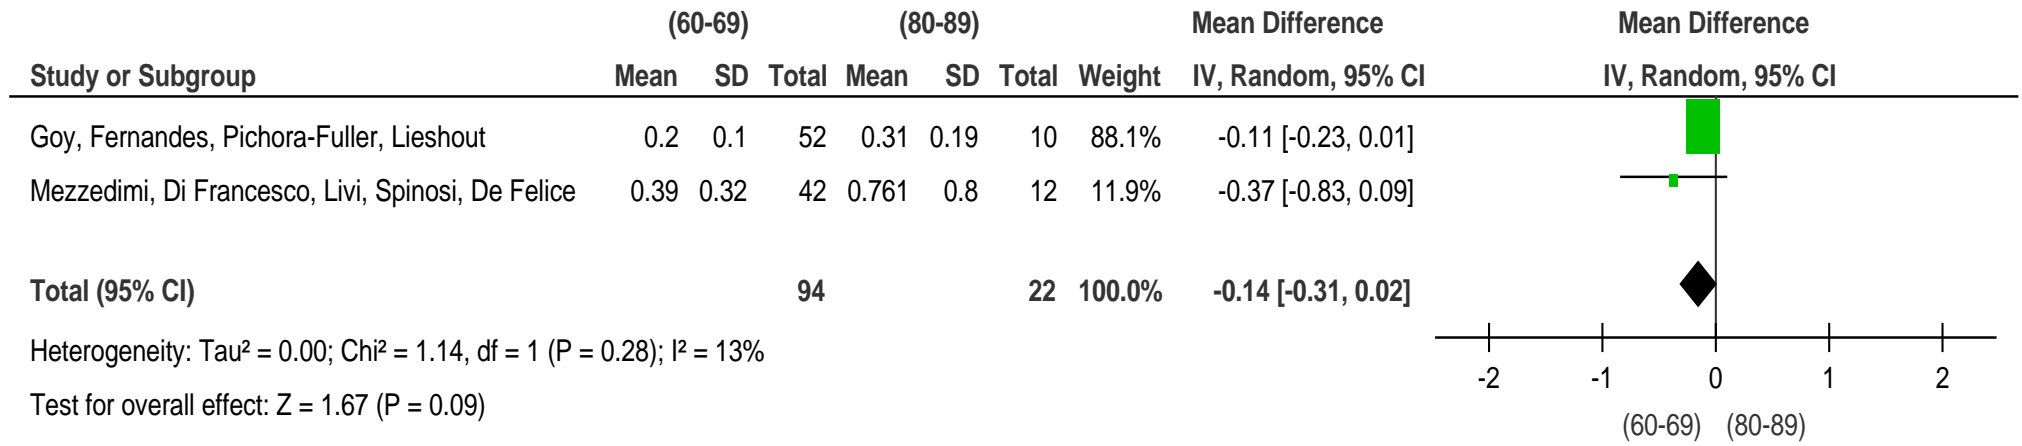 (60-69) (80-89) Mean Difference Mean Difference
Study or Subgroup Mean SD Total Mean SD Total Weight IV, Random, 95% CI IV, Random, 95% CI
Goy, Fernandes, Pichora-Fuller, Lieshout 0.2 0.1 52 0.31 0.19 10 88.1% -0.11 [-0.23, 0.01]
Mezzedimi, Di Francesco, Livi, Spinosi, De Felice 0.39 0.32 42 0.761 0.8 12 11.9% -0.37 [-0.83, 0.09]
Total (95% CI) 94 22 100.0% -0.14 [-0.31, 0.02]
Heterogeneity: Tau² = 0.00; Chi² = 1.14, df = 1 (P = 0.28); I² = 13%
Test for overall effect: Z = 1.67 (P = 0.09)
-2 -1 0 1 2
(60-69) (80-89)